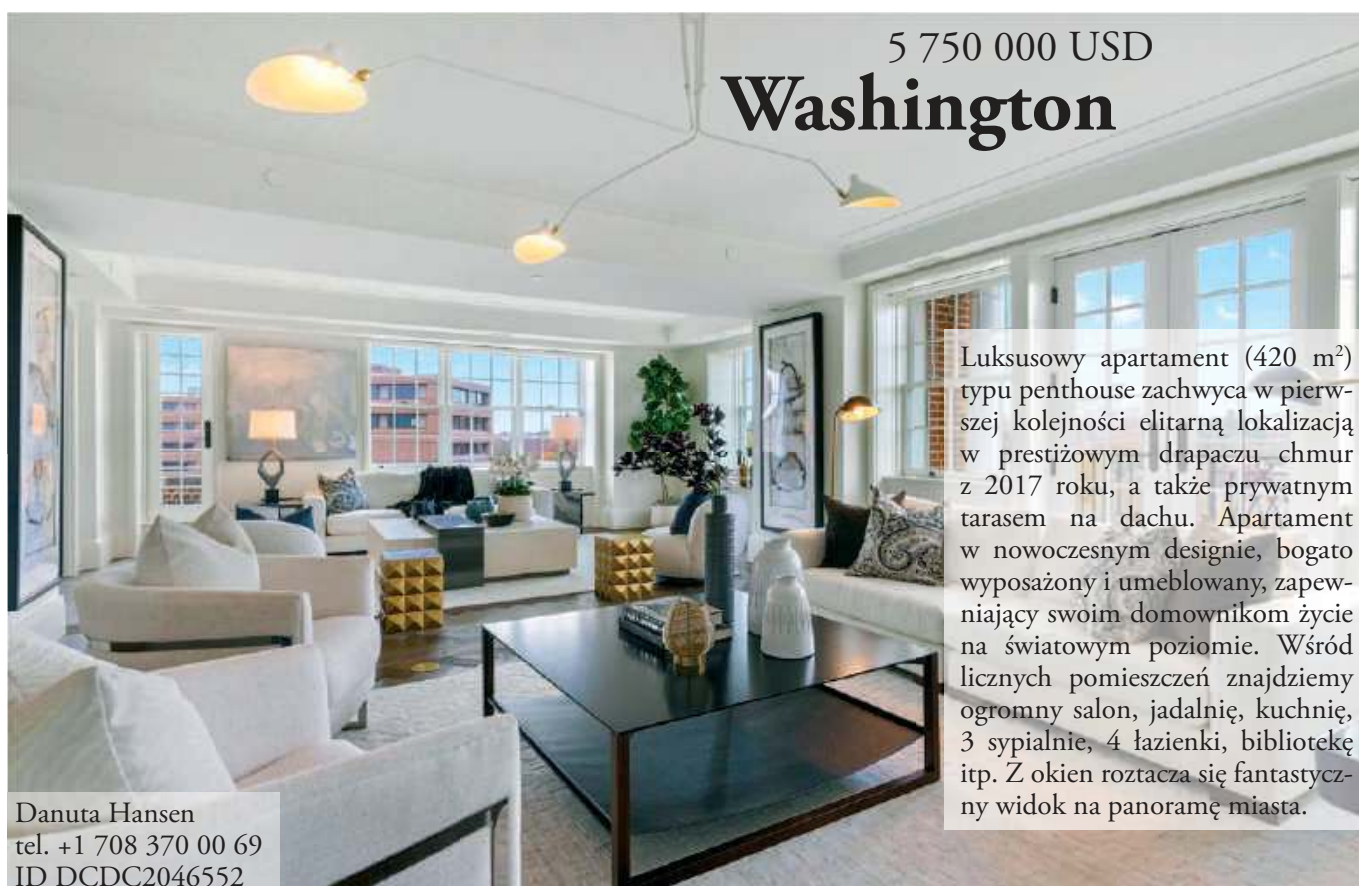 5 750 000 USD
Washington
Luksusowy apartament (420 m²)
typu penthouse zachwyca w pierw-
szej kolejności elitarną lokalizacją
w prestiżowym drapaczu chmur
z 2017 roku, a także prywatnym
tarasem na dachu. Apartament
w nowoczesnym designie, bogato
wyposażony i umeblowany, zapew-
niający swoim domownikom życie
na światowym poziomie. Wśród
licznych pomieszczeń znajdziemy
ogromny salon, jadalnię, kuchnię,
3 sypialnie, 4 łazienki, bibliotekę
itp. Z okien roztacza się fantastycz-
ny widok na panoramę miasta.
Danuta Hansen
tel. +1 708 370 00 69
ID DCDC2046552